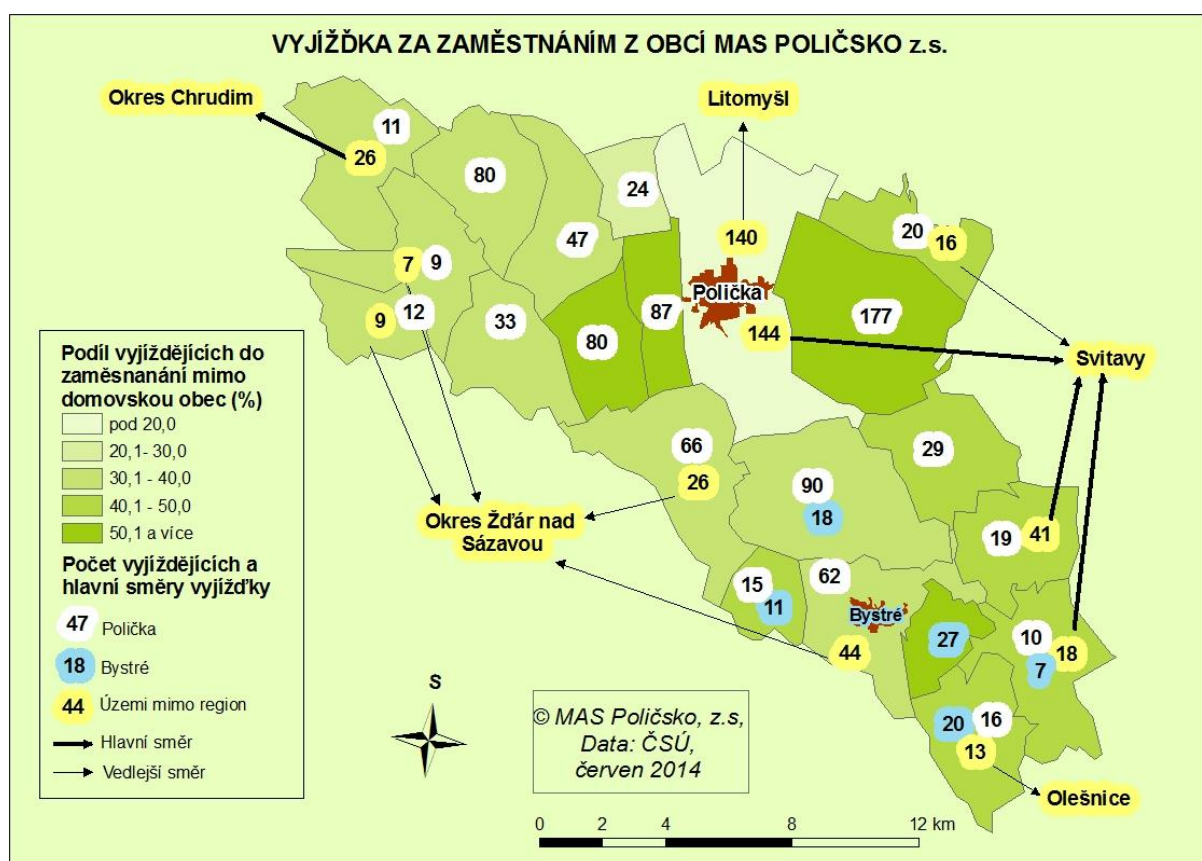 VYJÍŽĎKA ZA ZAMĚSTNÁNÍM Z OBCÍ MAS POLIČSKO z.s.
Okres Chrudim
Litomyšl
11
26
80
24
47
140
20
16
7
9
Polička
9
12
33
80
87
144
177
Svitavy
66
26
90
18
29
19
41
Okres Žďár nad
Sázavou
15
11
62
Bystré
44
27
10
18
7
20
16
13
Olešnice
Podíl vyjíždějících do
zaměsnanání mimo
domovskou obec (%)
pod 20,0
20,1- 30,0
30,1 - 40,0
40,1 - 50,0
50,1 a více
Počet vyjíždějících a
hlavní směry vyjížďky
47 Polička
18 Bystré
44 Území mimo region
Hlavní směr
Vedlejší směr
S
© MAS Poličsko, z.s,
Data: ČSÚ,
červen 2014
0 2 4 8 12 km